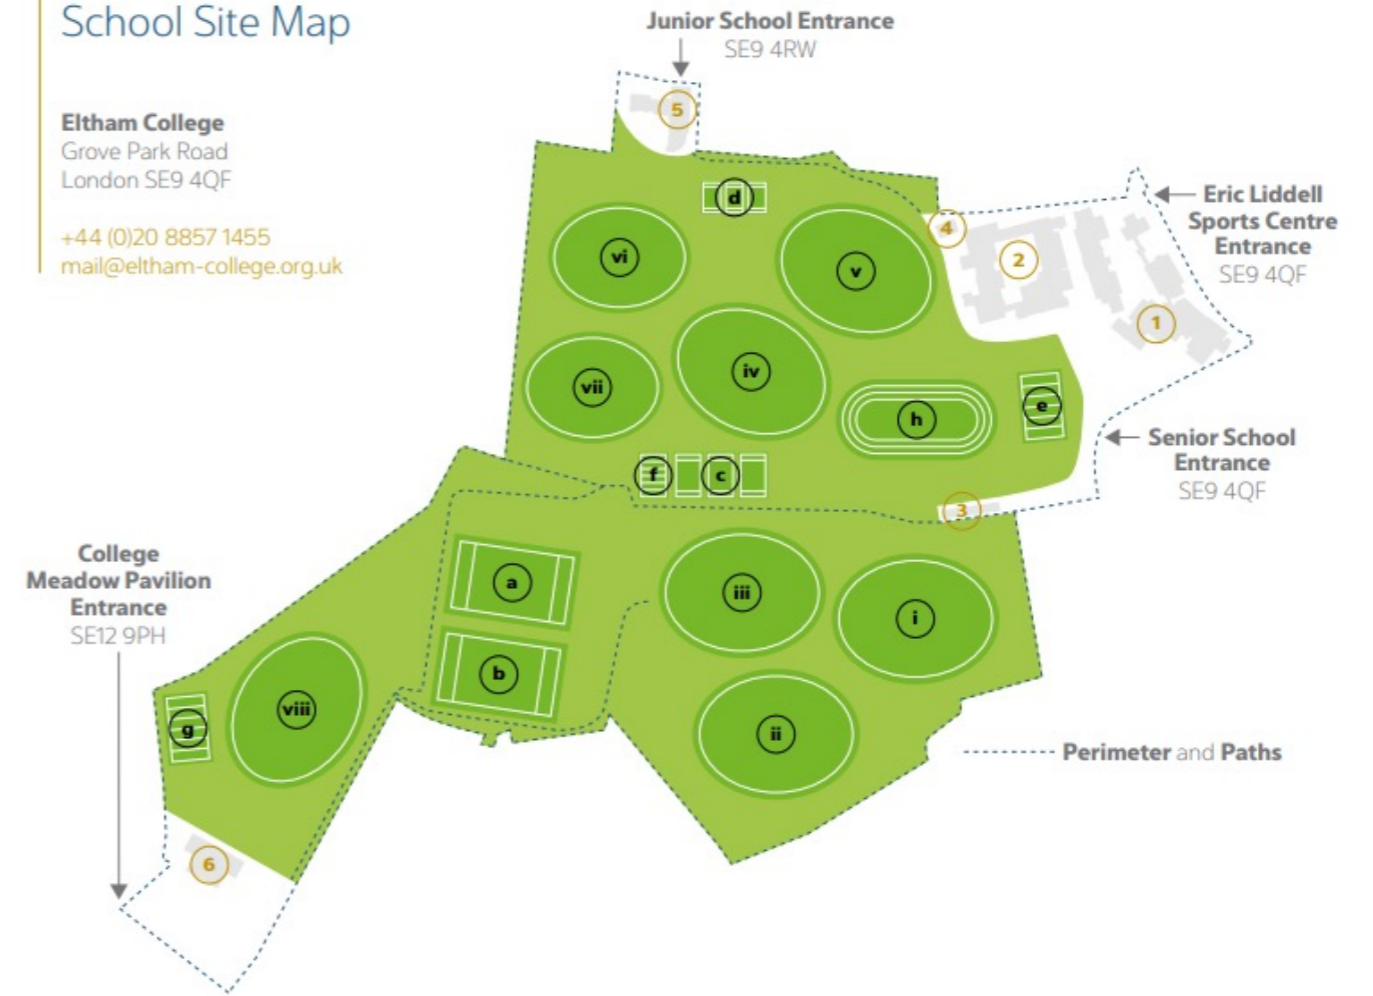 School Site Map
Eltham College
Grove Park Road
London SE9 4QF
+44 (0)20 8857 1455
mail@eltham-college.org.uk
Junior School Entrance
SE9 4RW
5
d
4
2
Eric Liddell
Sports Centre
Entrance
SE9 4QF
1
vi
v
vii
iv
h
e
Senior School
Entrance
SE9 4QF
f
c
3
College
Meadow Pavilion
Entrance
SE12 9PH
a
iii
i
b
viii
g
ii
Perimeter and Paths
6